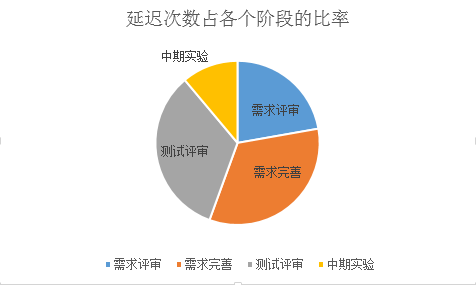 延迟次数占各个阶段的比率
中期实验
需求评审
测试评审
需求完善
需求评审 需求完善 测试评审 中期实验